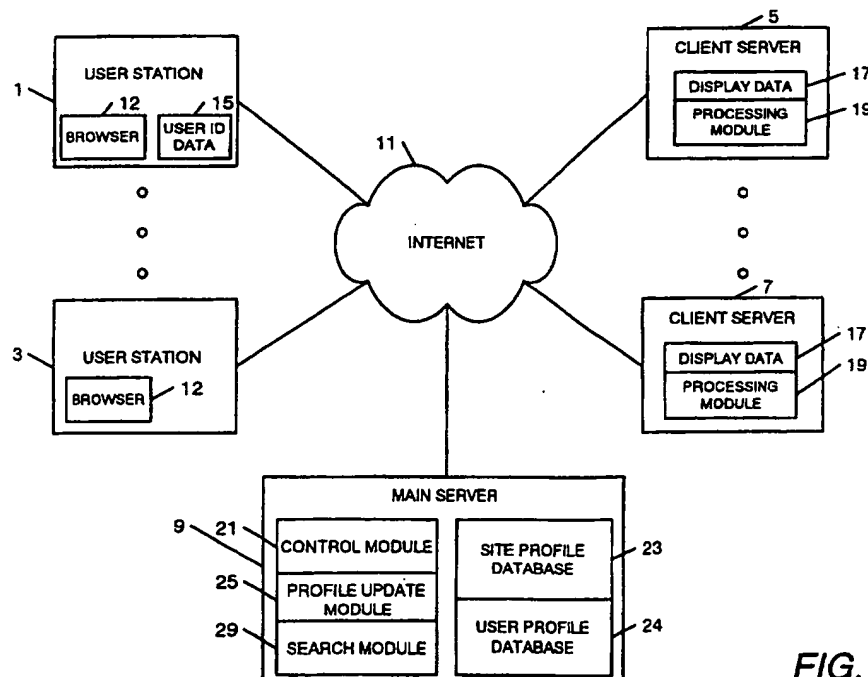 USER STATION
1
12
15
BROWSER
USER ID
DATA
3
USER STATION
BROWSER
12
11
INTERNET
5
CLIENT SERVER
DISPLAY DATA
17
PROCESSING
MODULE
19
7
CLIENT SERVER
DISPLAY DATA
17
PROCESSING
MODULE
19
MAIN SERVER
9
21
CONTROL MODULE
25
PROFILE UPDATE
MODULE
29
SEARCH MODULE
SITE PROFILE
DATABASE
23
USER PROFILE
DATABASE
24
FIG.